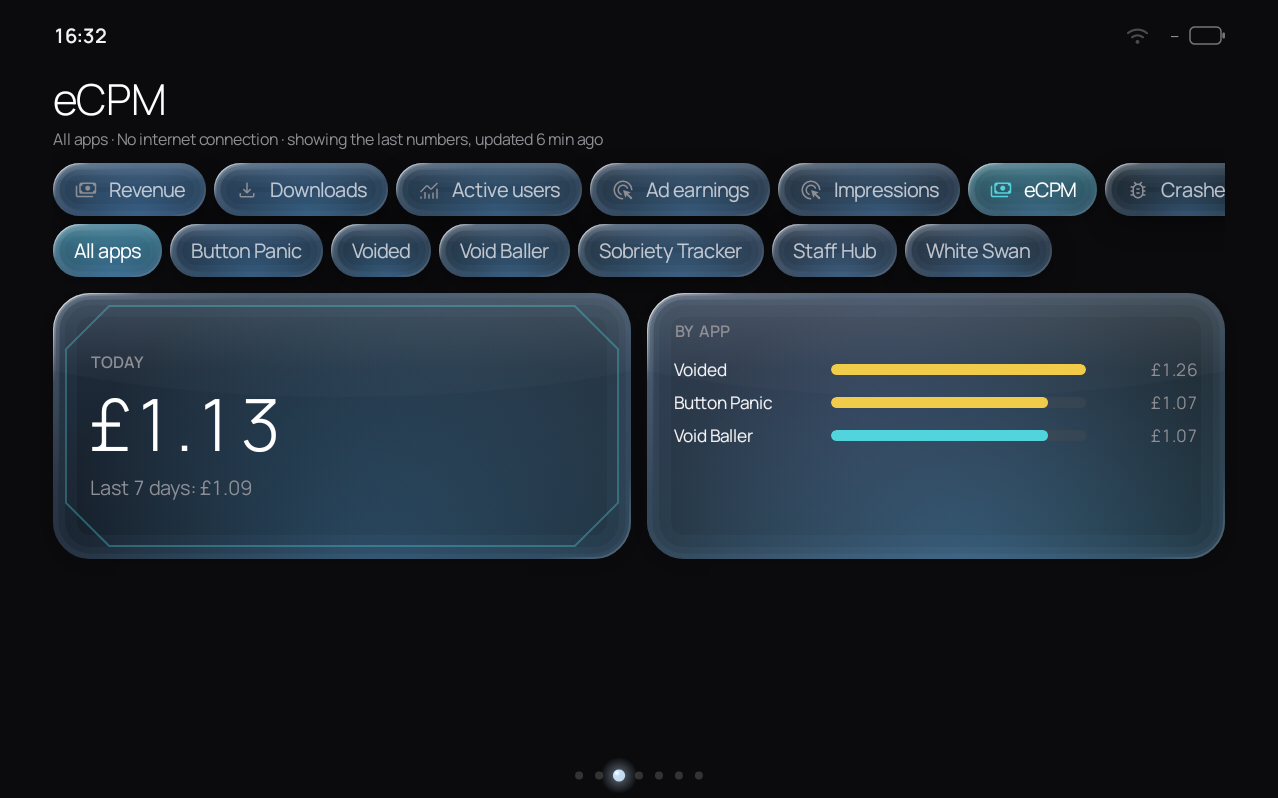 16:32
–
eCPM
All apps · No internet connection · showing the last numbers, updated 6 min ago
Revenue Downloads Active users Ad earnings Impressions eCPM Crashe
All apps Button Panic Voided Void Baller Sobriety Tracker Staff Hub White Swan
TODAY
£1.13
Last 7 days: £1.09
BY APP
Voided £1.26
Button Panic £1.07
Void Baller £1.07